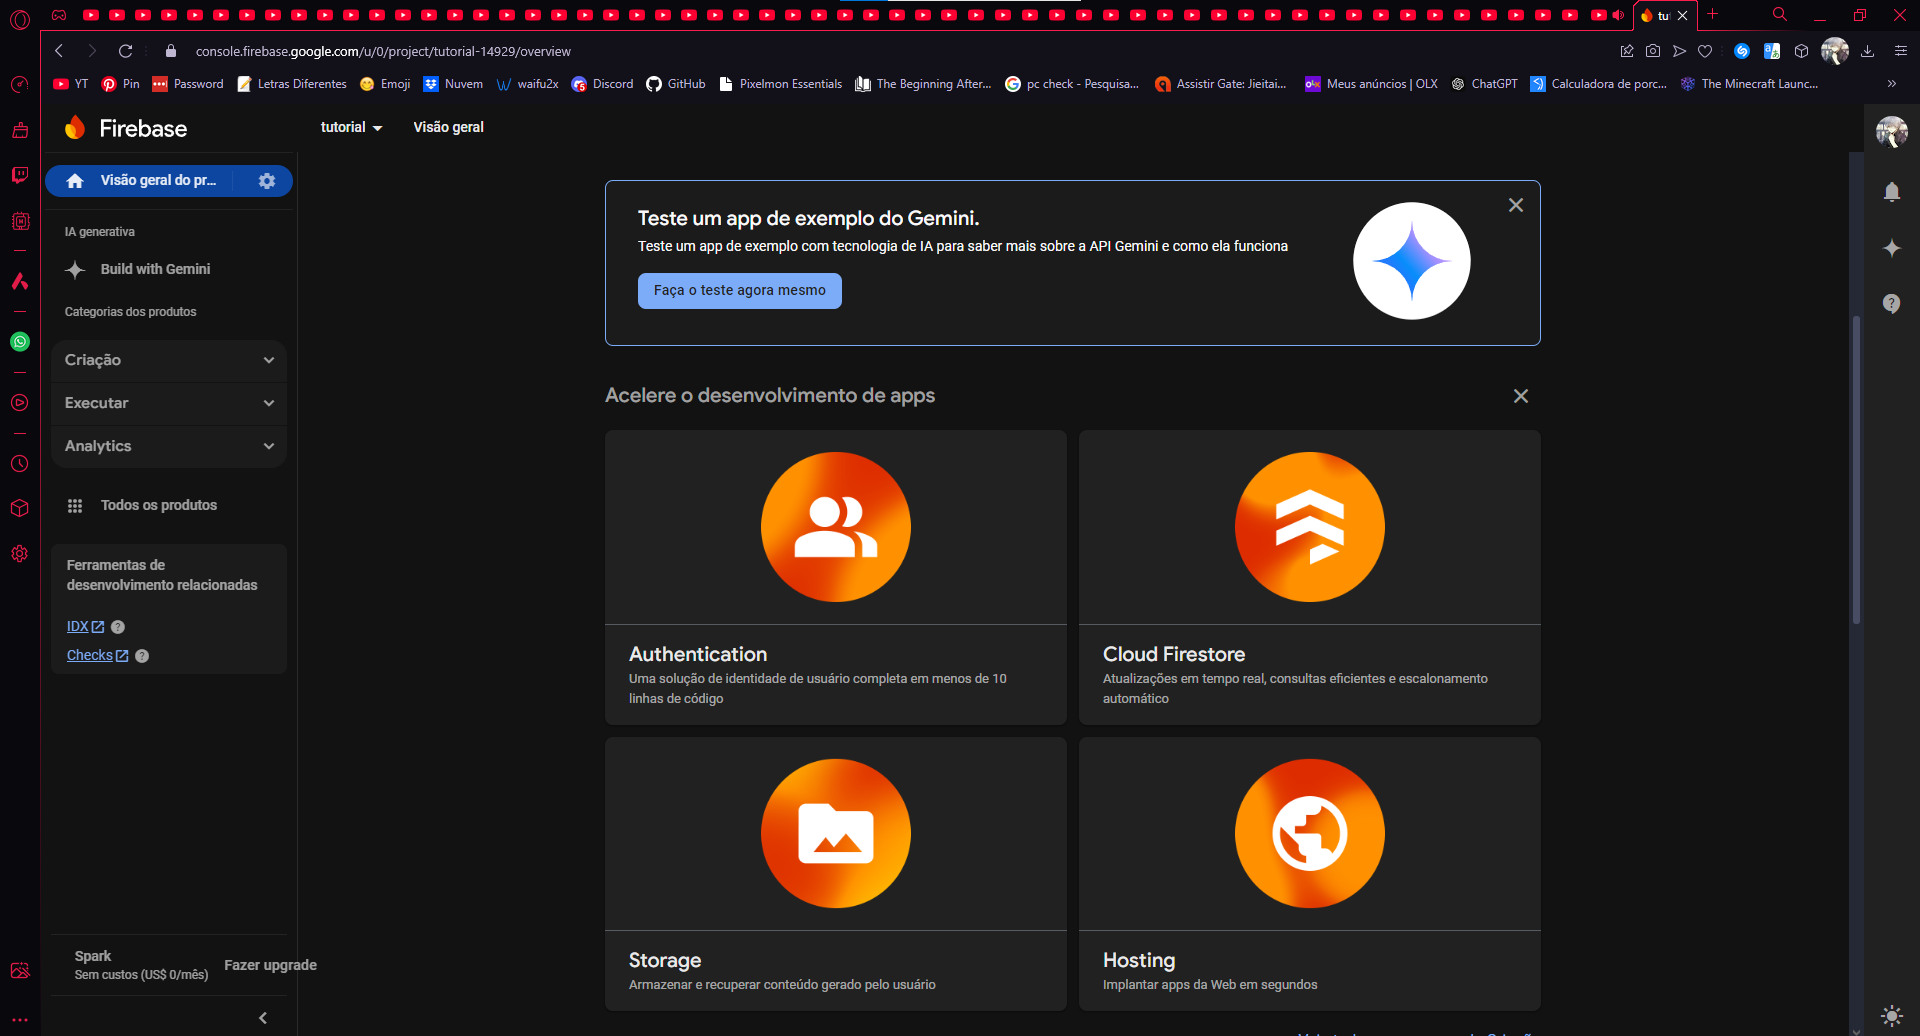 tu
console.firebase.google.com/u/0/project/tutorial-14929/overview
YT
Pin
Password
Letras Diferentes
Emoji
Nuvem
waifu2x
Discord
GitHub
Pixelmon Essentials
The Beginning After...
pc check - Pesquisa...
Assistir Gate: Jieitai...
Meus anúncios | OLX
ChatGPT
Calculadora de porc...
The Minecraft Launc...
Firebase
tutorial
Visão geral
Visão geral do pr...
IA generativa
Build with Gemini
Categorias dos produtos
Criação
Executar
Analytics
Todos os produtos
Ferramentas de
desenvolvimento relacionadas
IDX
Checks
Spark
Sem custos (US$ 0/mês)
Fazer upgrade
Teste um app de exemplo do Gemini.
Teste um app de exemplo com tecnologia de IA para saber mais sobre a API Gemini e como ela funciona
Faça o teste agora mesmo
Acelere o desenvolvimento de apps
Authentication
Uma solução de identidade de usuário completa em menos de 10
linhas de código
Cloud Firestore
Atualizações em tempo real, consultas eficientes e escalonamento
automático
Storage
Armazenar e recuperar conteúdo gerado pelo usuário
Hosting
Implantar apps da Web em segundos